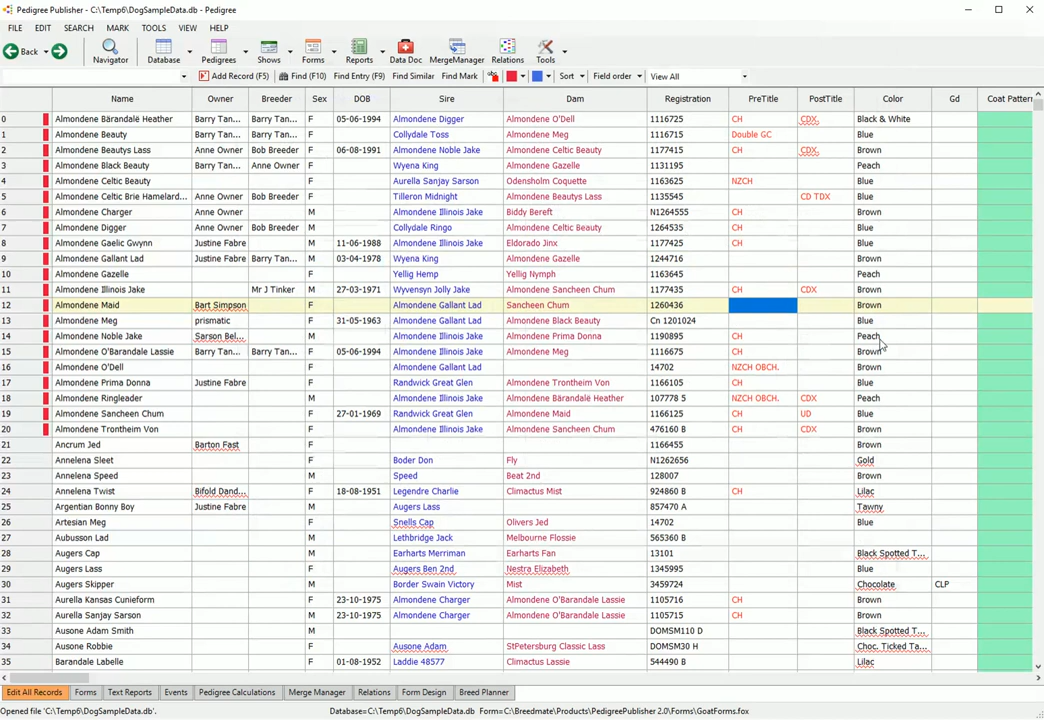 Pedigree Publisher - C:\Temp6\DogSampleData.db - Pedigree
FILE EDIT SEARCH MARK TOOLS VIEW HELP
Back Navigator Database Pedigrees Shows Forms Reports Data Doc MergeManager Relations Tools
Add Record (F5) Find (F10) Find Entry (F9) Find Similar Find Mark abc Sort Field order View All
Name Owner Breeder Sex DOB Sire Dam Registration PreTitle PostTitle Color Gd Coat Pattern
0 Almondene Bärandale Heather Barry Tan... Barry Tan... F 05-06-1994 Almondene Digger Almondene O'Dell 1116725 CH CDX, Black & White
1 Almondene Beauty Barry Tan... Barry Tan... F Collydale Toss Almondene Meg 1116715 Double GC Blue
2 Almondene Beautys Lass Anne Owner Bob Breeder F 06-08-1991 Almondene Noble Jake Almondene Celtic Beauty 1177415 CH CDX, Brown
3 Almondene Black Beauty Barry Tan... Anne Owner F Wyena King Almondene Gazelle 1131195 Peach
4 Almondene Celtic Beauty F Aurella Sanjay Sarson Odensholm Coquette 1163625 NZCH Blue
5 Almondene Celtic Brie Hamelard... Anne Owner Bob Breeder F Tilleron Midnight Almondene Beautys Lass 1135545 CD TDX Blue
6 Almondene Charger Anne Owner M Almondene Illinois Jake Biddy Bereft N1264555 CH Brown
7 Almondene Digger Anne Owner Bob Breeder M Collydale Ringo Almondene Celtic Beauty 1264535 CH Blue
8 Almondene Gaelic Gwynn Justine Fabre M 11-06-1988 Almondene Illinois Jake Eldorado Jinx 1177425 CH Blue
9 Almondene Gallant Lad Barry Tan... Barry Tan... M 03-04-1978 Wyena King Almondene Gazelle 1244716 Brown
10 Almondene Gazelle F Yellig Hemp Yellig Nymph 1163645 Peach
11 Almondene Illinois Jake Mr J Tinker M 27-03-1971 Wyvensyn Jolly Jake Almondene Sancheen Chum 1177435 CH CDX Brown
12 Almondene Maid Bart Simpson F Almondene Gallant Lad Sancheen Chum 1260436 Brown
13 Almondene Meg prismatic F 31-05-1963 Almondene Gallant Lad Almondene Black Beauty Cn 1201024 Blue
14 Almondene Noble Jake Sarson Bel... M Almondene Illinois Jake Almondene Prima Donna 1190895 CH Peach
15 Almondene O'Barandale Lassie Barry Tan... Barry Tan... F 05-06-1994 Almondene Illinois Jake Almondene Meg 1116675 CH Brown
16 Almondene O'Dell F Almondene Gallant Lad 14702 NZCH OBCH. Brown
17 Almondene Prima Donna Justine Fabre F Randwick Great Glen Almondene Trontheim Von 1166105 CH Blue
18 Almondene Ringleader M Almondene Illinois Jake Almondene Bärandale Heather 107778 5 NZCH OBCH. CDX Peach
19 Almondene Sancheen Chum F 27-01-1969 Randwick Great Glen Almondene Maid 1166125 CH UD Blue
20 Almondene Trontheim Von F Almondene Illinois Jake Almondene Sancheen Chum 476160 B CH CDX Brown
21 Ancrum Jed Barton Fast F 1166455 Brown
22 Annelena Sleet F Boder Don Fly N1262656 Gold
23 Annelena Speed M Speed Beat 2nd 128007 Brown
24 Annelena Twist Bifold Dand... F 18-08-1951 Legendre Charlie Climactus Mist 924860 B CH Lilac
25 Argentian Bonny Boy Justine Fabre M Augers Lass 857470 A Tawny
26 Artesian Meg F Snells Cap Olivers Jed 14702 Blue
27 Aubusson Lad M Lethbridge Jack Melbourne Flossie 565360 B
28 Augers Cap M Earharts Merriman Earharts Fan 13101 Black Spotted T...
29 Augers Lass F Augers Ben 2nd Nestra Elizabeth 1345995 Blue
30 Augers Skipper M Border Swain Victory Mist 3459724 Chocolate CLP
31 Aurella Kansas Cunieform F 23-10-1975 Almondene Charger Almondene O'Barandale Lassie 1105716 CH Brown
32 Aurella Sanjay Sarson M 23-10-1975 Almondene Charger Almondene O'Barandale Lassie 1105715 CH Brown
33 Ausone Adam Smith M DOMSM110 D Black Spotted T...
34 Ausone Robbie F Ausone Adam StPetersburg Classic Lass DOMSM30 H Choc. Ticked Ta...
35 Barandale Labelle F 01-08-1952 Laddie 48577 Climactus Lassie 544490 B Lilac
Edit All Records Forms Text Reports Events Pedigree Calculations Merge Manager Relations Form Design Breed Planner
Opened file 'C:\Temp6\DogSampleData.db'. Database=C:\Temp6\DogSampleData.db Form=C:\Breedmate\Products\PedigreePublisher 2.0\Forms\GoatForms.fox